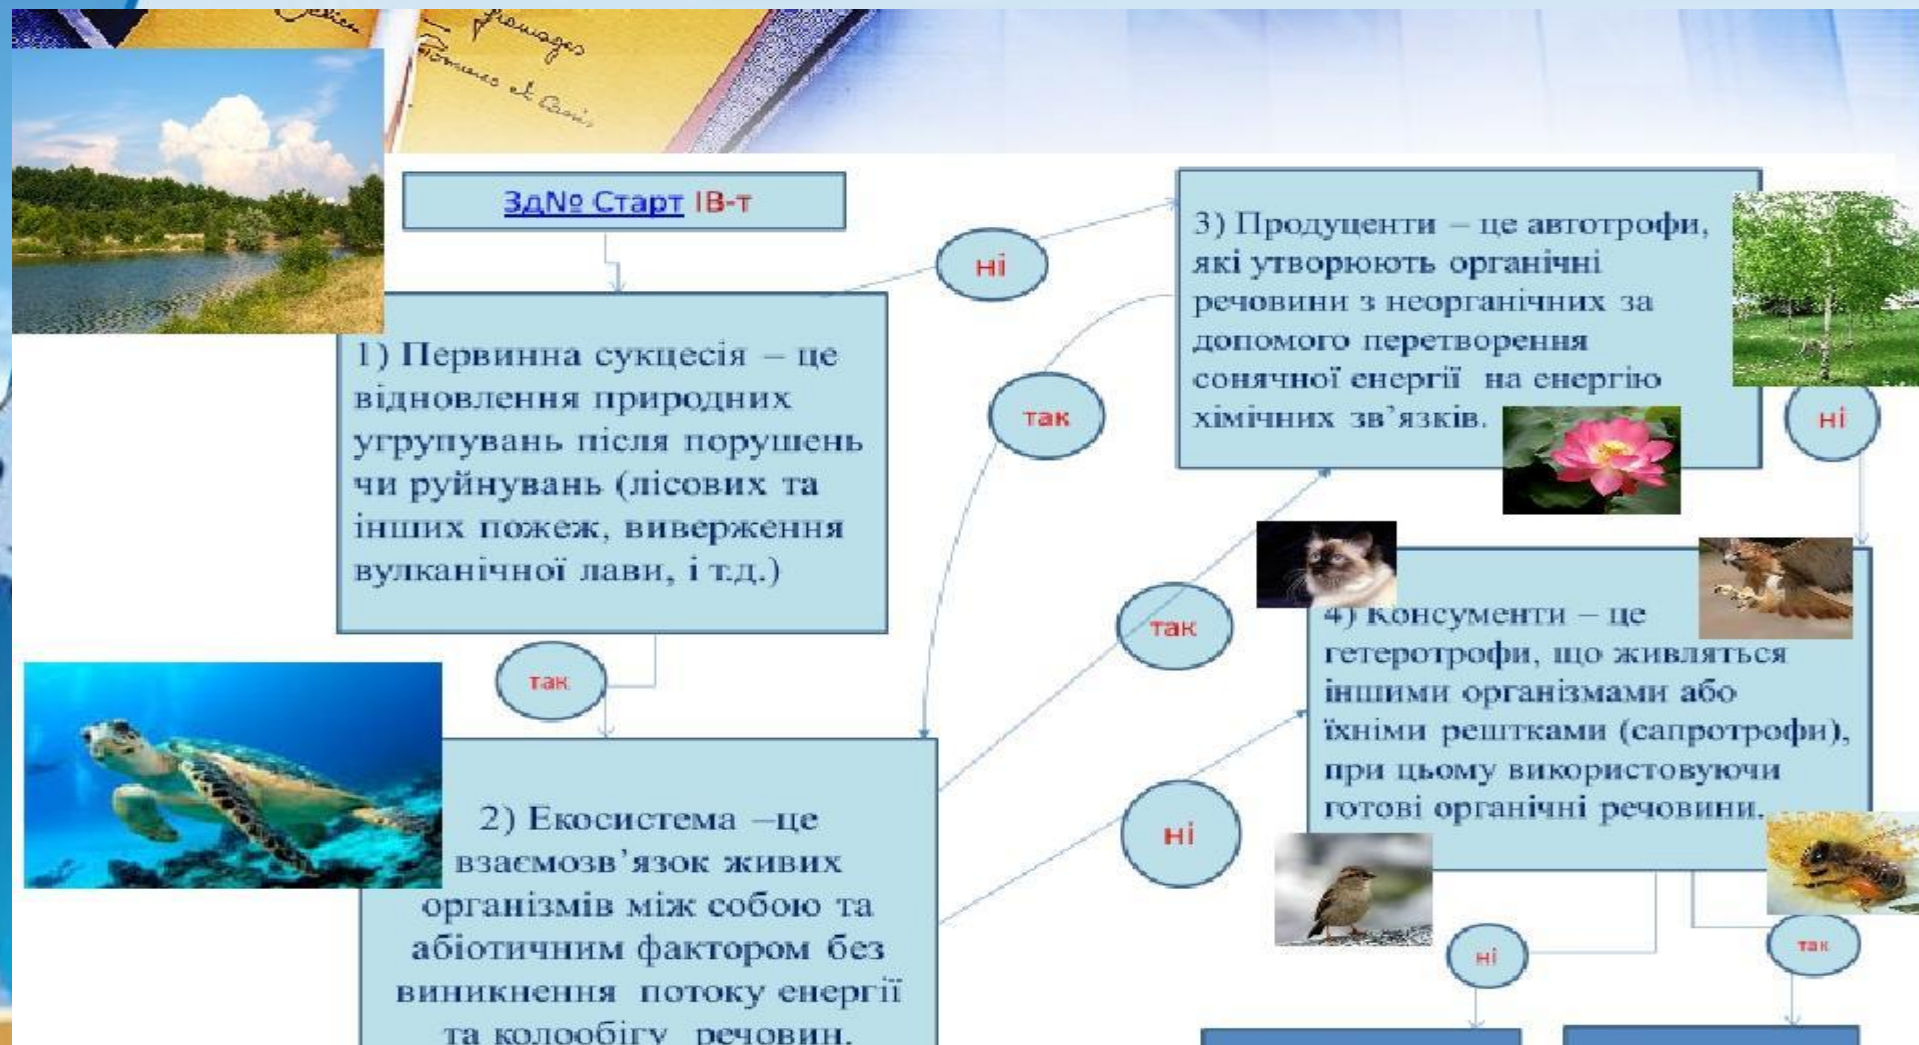 ЗдNº Старт ІВ-т
ні
3) Продуценти – це автотрофи,
які утворюють органічні
речовини з неорганічних за
допомого перетворення
сонячної енергії на енергію
хімічних зв’язків.
1) Первинна сукцесія – це
відновлення природних
угрупувань після порушень
чи руйнувань (лісових та
інших пожеж, виверження
вулканічної лави, і т.д.)
так
ні
так
4) Консументи – це
гетеротрофи, що живляться
іншими організмами або
їхніми рештками (сапротрофи),
при цьому використовуючи
готові органічні речовини.
так
ні
2) Екосистема –це
взаємозв’язок живих
організмів між собою та
абіотичним фактором без
виникнення потоку енергії
та колообігу речовин.
ні
так